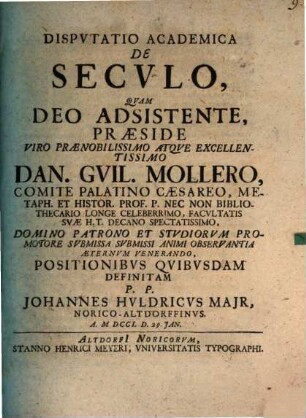 9.
DISPVTATIO ACADEMICA
DE
SECVLO,
QVAM
DEO ADSISTENTE,
PRÆSIDE
VIRO PRÆNOBILISSIMO ATQVE EXCELLEN-
TISSIMO
DAN. GVIL. MOLLERO,
COMITE PALATINO CÆSAREO, ME-
TAPH. ET HISTOR. PROF. P. NEC NON BIBLIO-
THECARIO LONGE CELEBERRIMO, FACVLTATIS
SVÆ H.T. DECANO SPECTATISSIMO,
DOMINO PATRONO ET STVDIORVM PRO-
MOTORE SVBMISSA SVBMISSI ANIMI OBSERVANTIA
ÆTERNVM VENERANDO,
POSITIONIBVS QVIBVSDAM
DEFINITAM
P. P.
JOHANNES HVLDRICVS MAJR,
NORICO-ALTDORFFINVS.
A. M DCCI. D. 29 JAN.
ALTDORFI NORICORVM,
STANNO HENRICI MEYERI, VNIVERSITATIS TYPOGRAPHI.